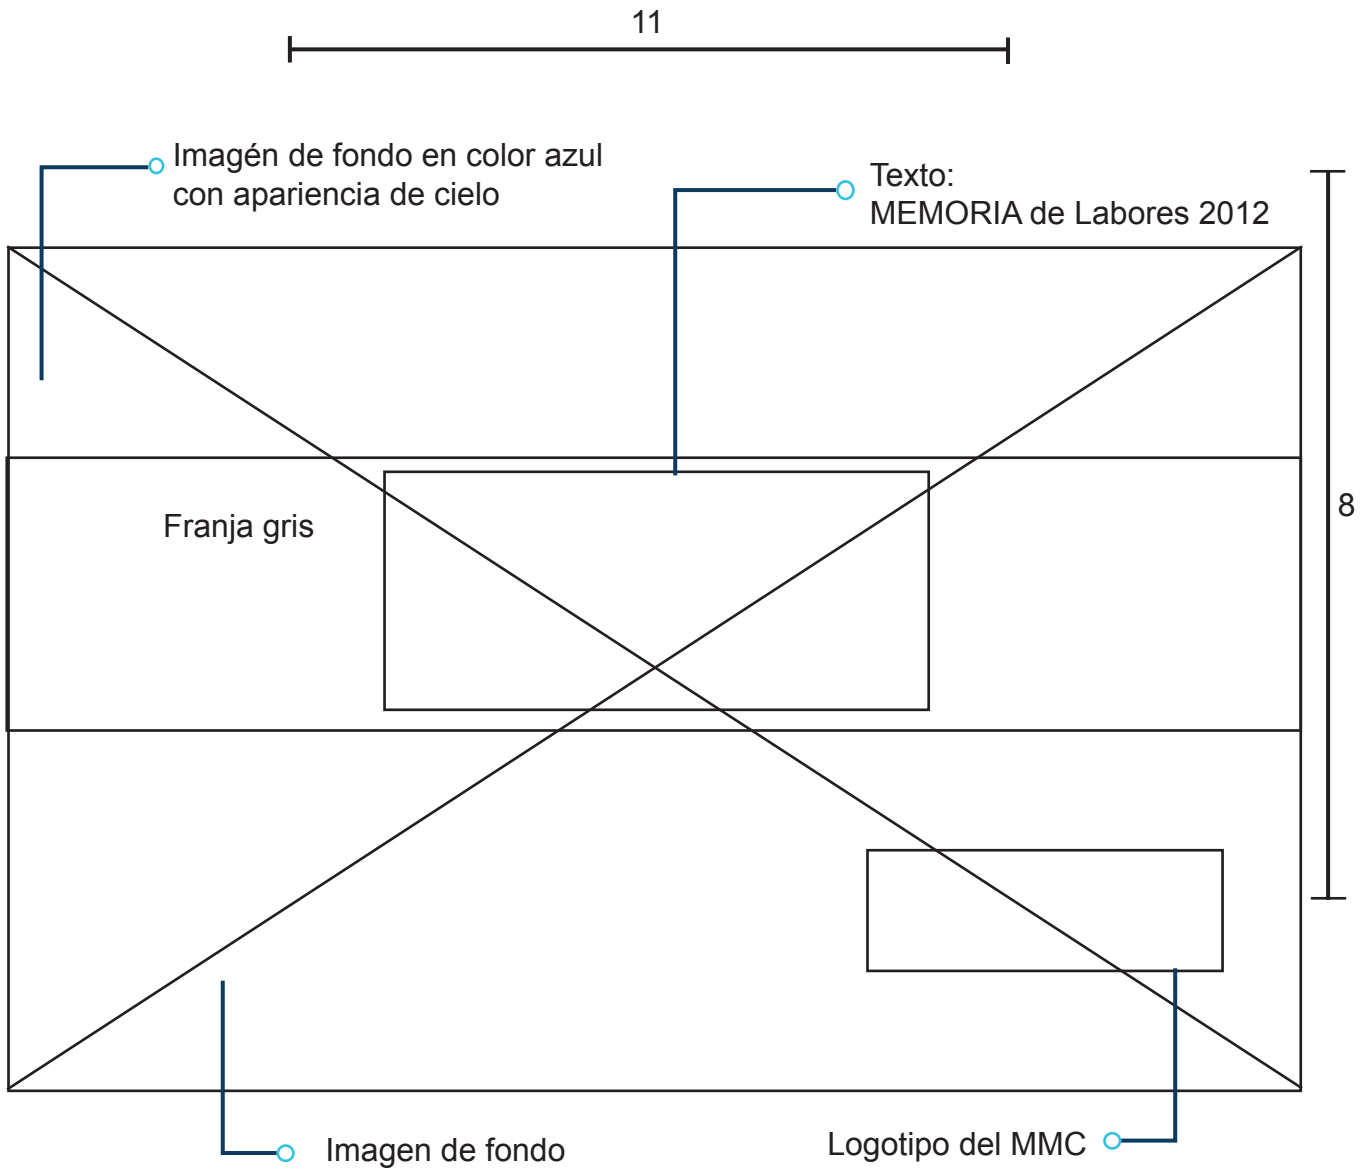 11
Imagén de fondo en color azul
con apariencia de cielo
Texto:
MEMORIA de Labores 2012
Franja gris
8
Imagen de fondo
Logotipo del MMC